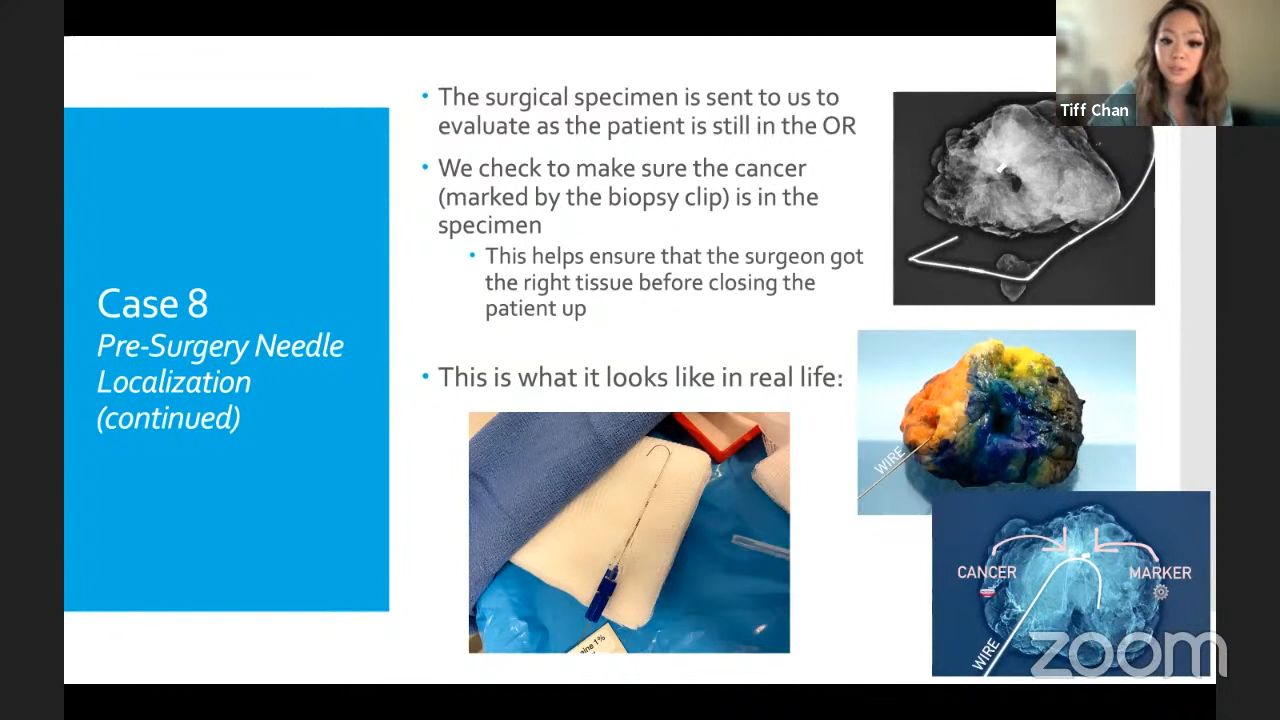 Tiff Chan
Case 8
Pre-Surgery Needle
Localization
(continued)
• The surgical specimen is sent to us to
evaluate as the patient is still in the OR
• We check to make sure the cancer
(marked by the biopsy clip) is in the
specimen
• This helps ensure that the surgeon got
the right tissue before closing the
patient up
• This is what it looks like in real life:
WIRE
CANCER
MARKER
WIRE
aine 1%
zoom